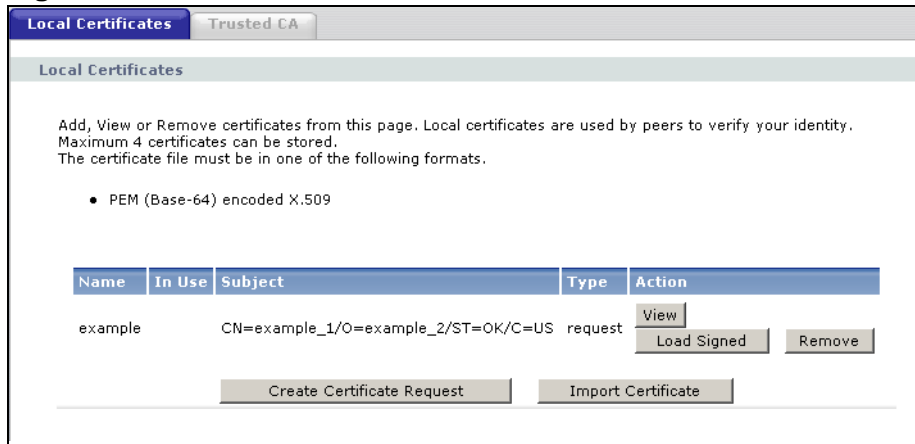 Local Certificates Trusted CA
Local Certificates
Add, View or Remove certificates from this page. Local certificates are used by peers to verify your identity.
Maximum 4 certificates can be stored.
The certificate file must be in one of the following formats.
● PEM (Base-64) encoded X.509
Name In Use Subject Type Action
example CN=example_1/O=example_2/ST=OK/C=US request View
Load Signed Remove
Create Certificate Request Import Certificate